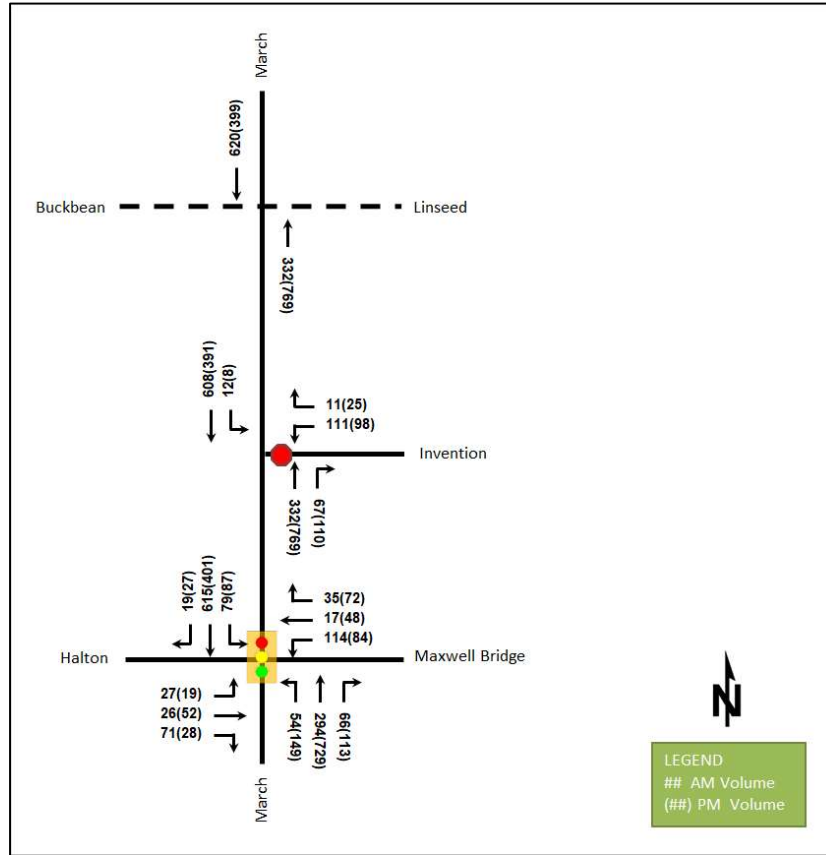 March
620(399)
Buckbean
Linseed
332(769)
608(391)
12(8)
11(25)
111(98)
Invention
332(769)
67(110)
19(27)
615(401)
79(87)
35(72)
17(48)
114(84)
Halton
Maxwell Bridge
27(19)
26(52)
71(28)
54(149)
294(729)
66(113)
March
N
LEGEND
## AM Volume
(##) PM Volume